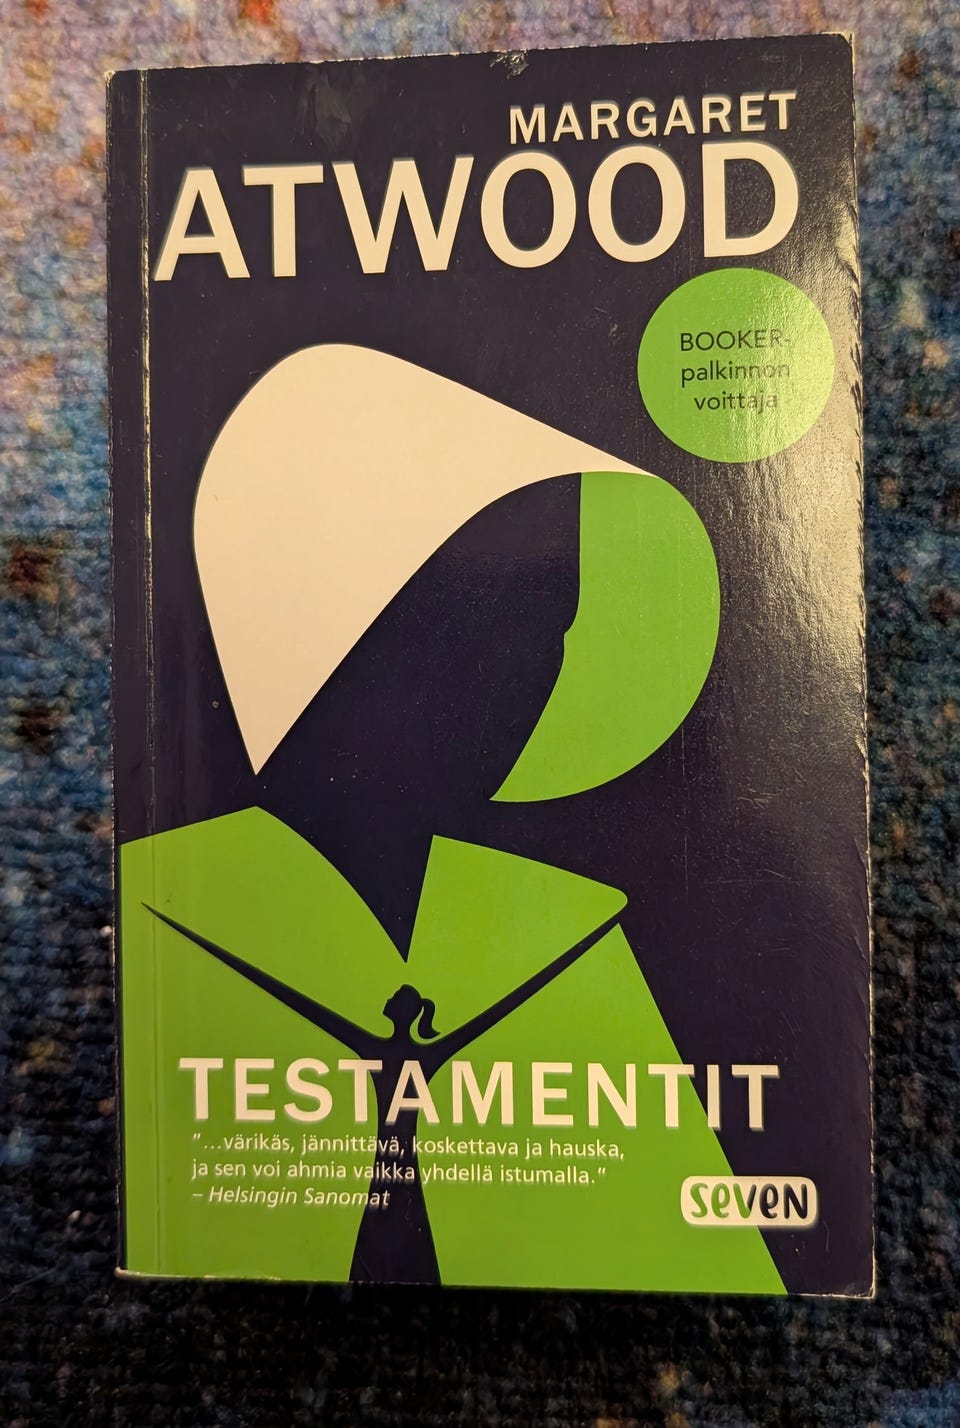 MARGARET
ATWOOD
BOOKER-
palkinnon
voittaja
TESTAMENTIT
"...värikäs, jännittävä, koskettava ja hauska,
ja sen voi ahmia vaikka yhdellä istumalla."
– Helsingin Sanomat
seven